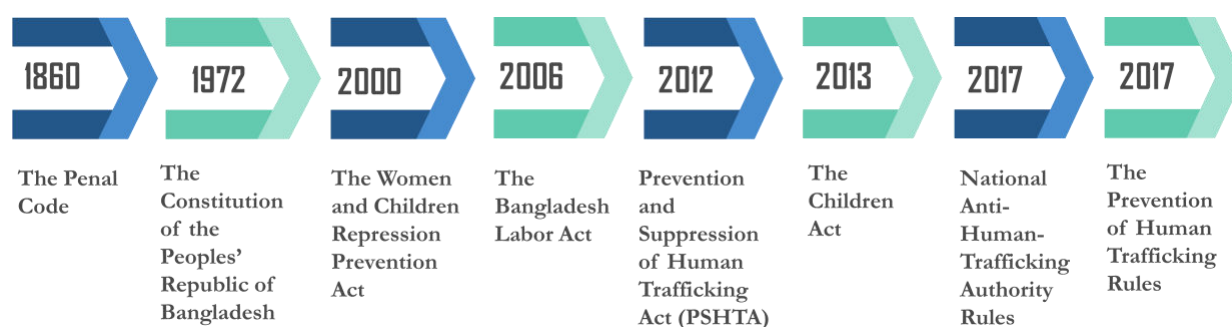 1860
The Penal
Code
1972
The
Constitution
of the
Peoples’
Republic of
Bangladesh
2000
The Women
and Children
Repression
Prevention
Act
2006
The
Bangladesh
Labor Act
2012
Prevention
and
Suppression
of Human
Trafficking
Act (PSHTA)
2013
The
Children
Act
2017
National
Anti-
Human-
Trafficking
Authority
Rules
2017
The
Prevention
of Human
Trafficking
Rules